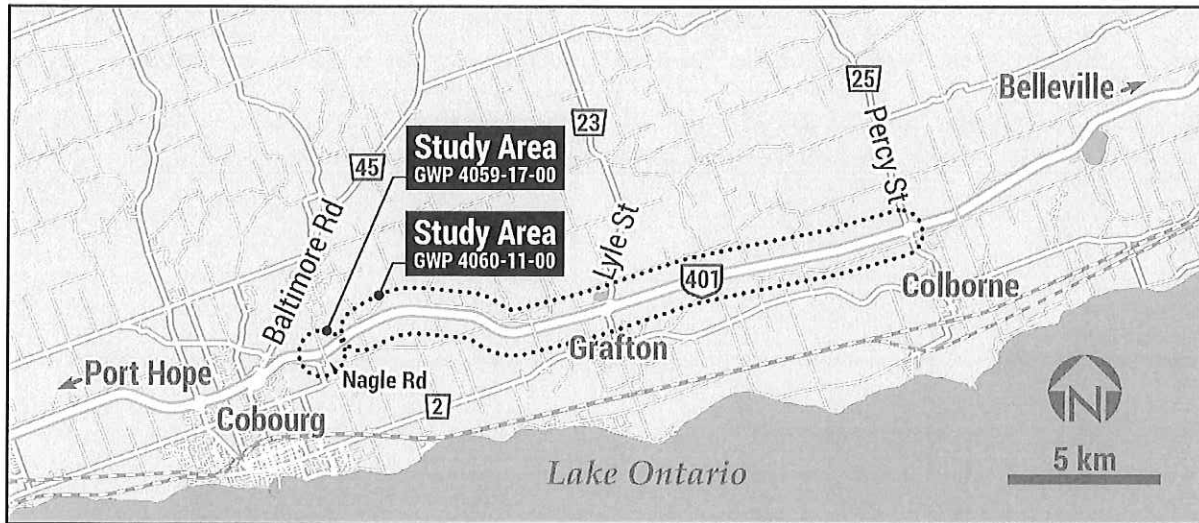 Belleville
25
Percy St
23
Study Area
GWP 4059-17-00
45
Baltimore Rd
Study Area
GWP 4060-11-00
Lyle St
401
Colborne
Grafton
Port Hope
Nagle Rd
2
Cobourg
N
Lake Ontario
5 km